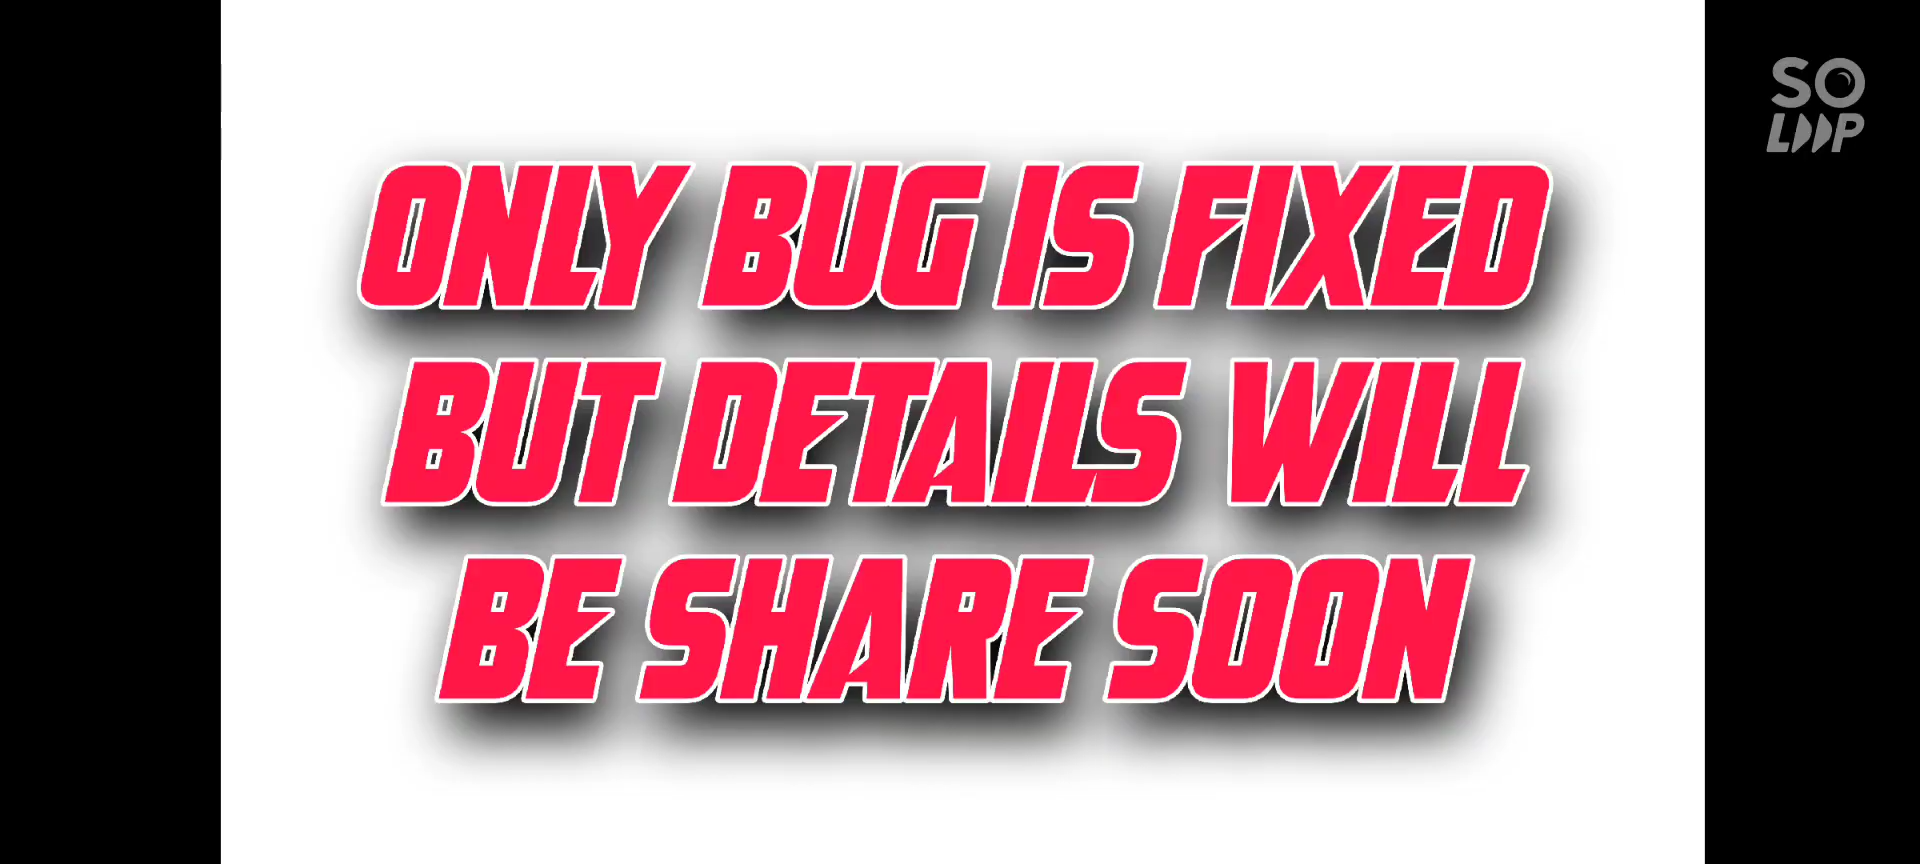 ONLY BUG IS FIXED
BUT DETAILS WILL
BE SHARE SOON
SO
LOOP